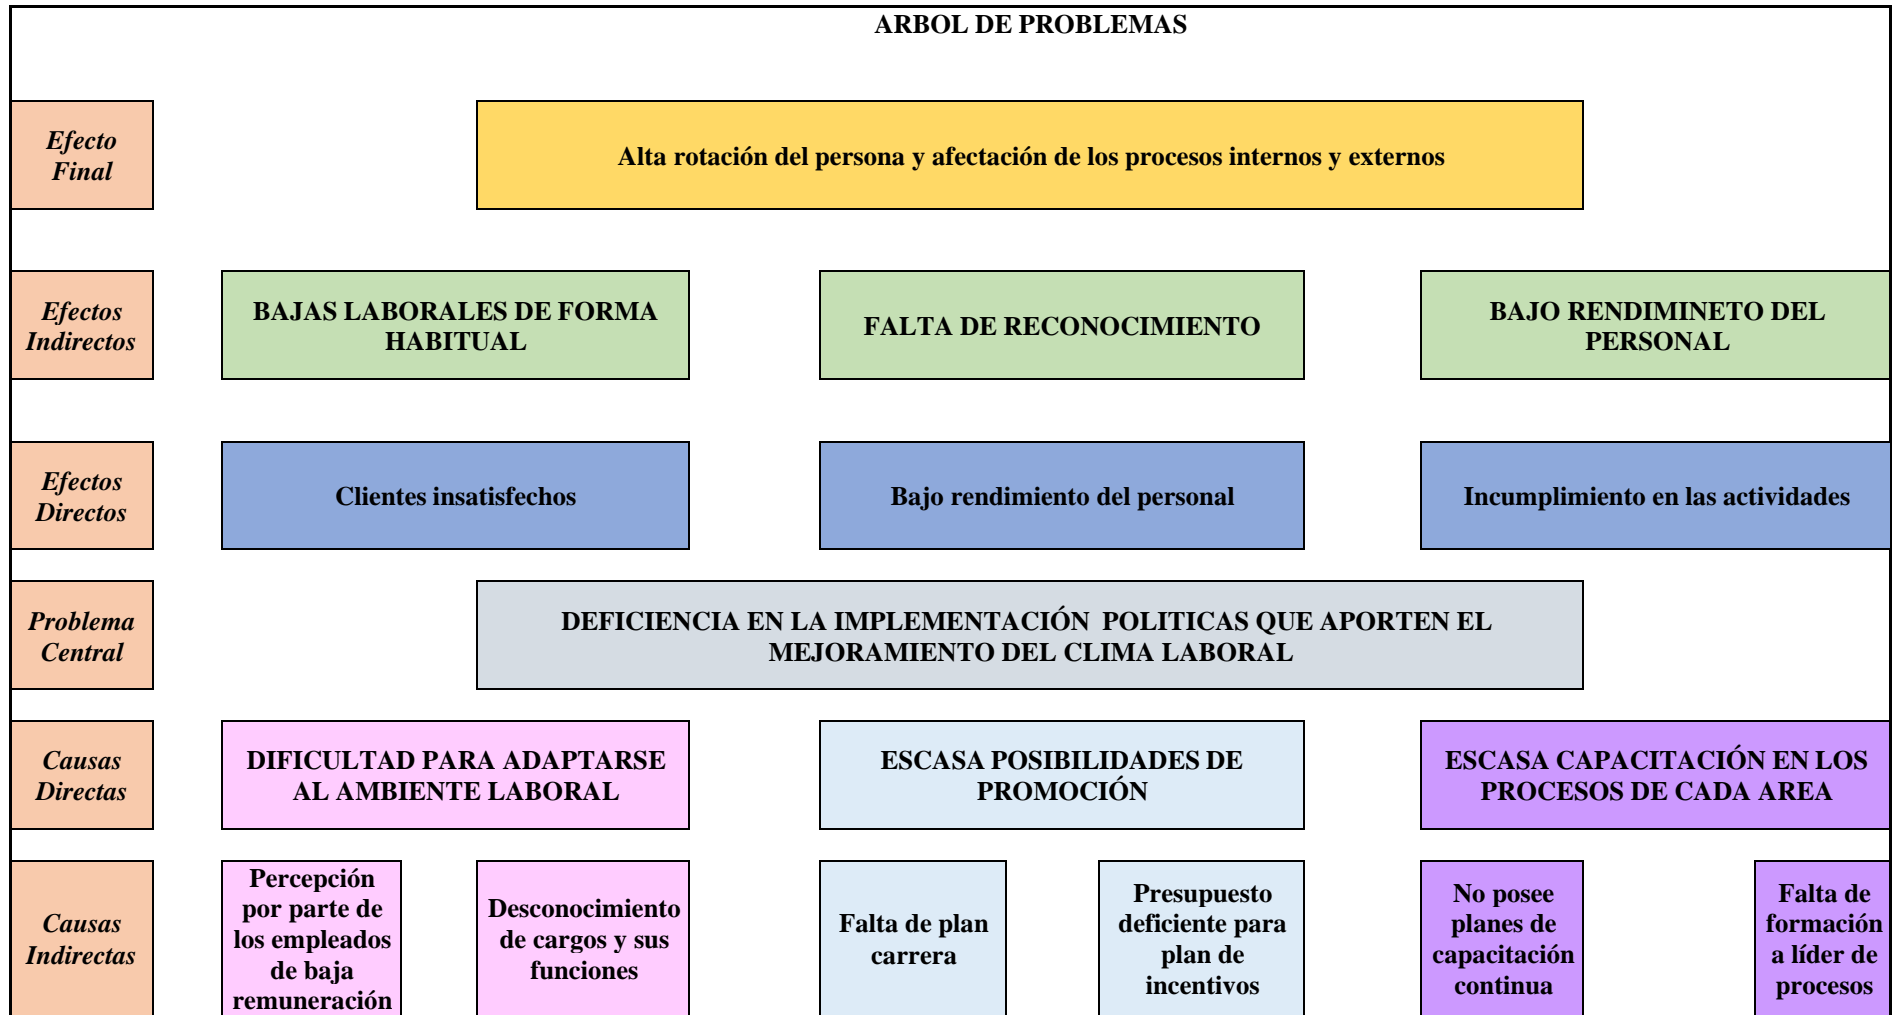 ARBOL DE PROBLEMAS
Efecto
Final
Alta rotación del persona y afectación de los procesos internos y externos
Efectos
Indirectos
BAJAS LABORALES DE FORMA
HABITUAL
FALTA DE RECONOCIMIENTO
BAJO RENDIMINETO DEL
PERSONAL
Efectos
Directos
Clientes insatisfechos
Bajo rendimiento del personal
Incumplimiento en las actividades
Problema
Central
DEFICIENCIA EN LA IMPLEMENTACIÓN  POLITICAS QUE APORTEN EL
MEJORAMIENTO DEL CLIMA LABORAL
Causas
Directas
DIFICULTAD PARA ADAPTARSE
AL AMBIENTE LABORAL
ESCASA POSIBILIDADES DE
PROMOCIÓN
ESCASA CAPACITACIÓN EN LOS
PROCESOS DE CADA AREA
Causas
Indirectas
Percepción
por parte de
los empleados
de baja
remuneración
Desconocimiento
de cargos y sus
funciones
Falta de plan
carrera
Presupuesto
deficiente para
plan de
incentivos
No posee
planes de
capacitación
continua
Falta de
formación
a líder de
procesos